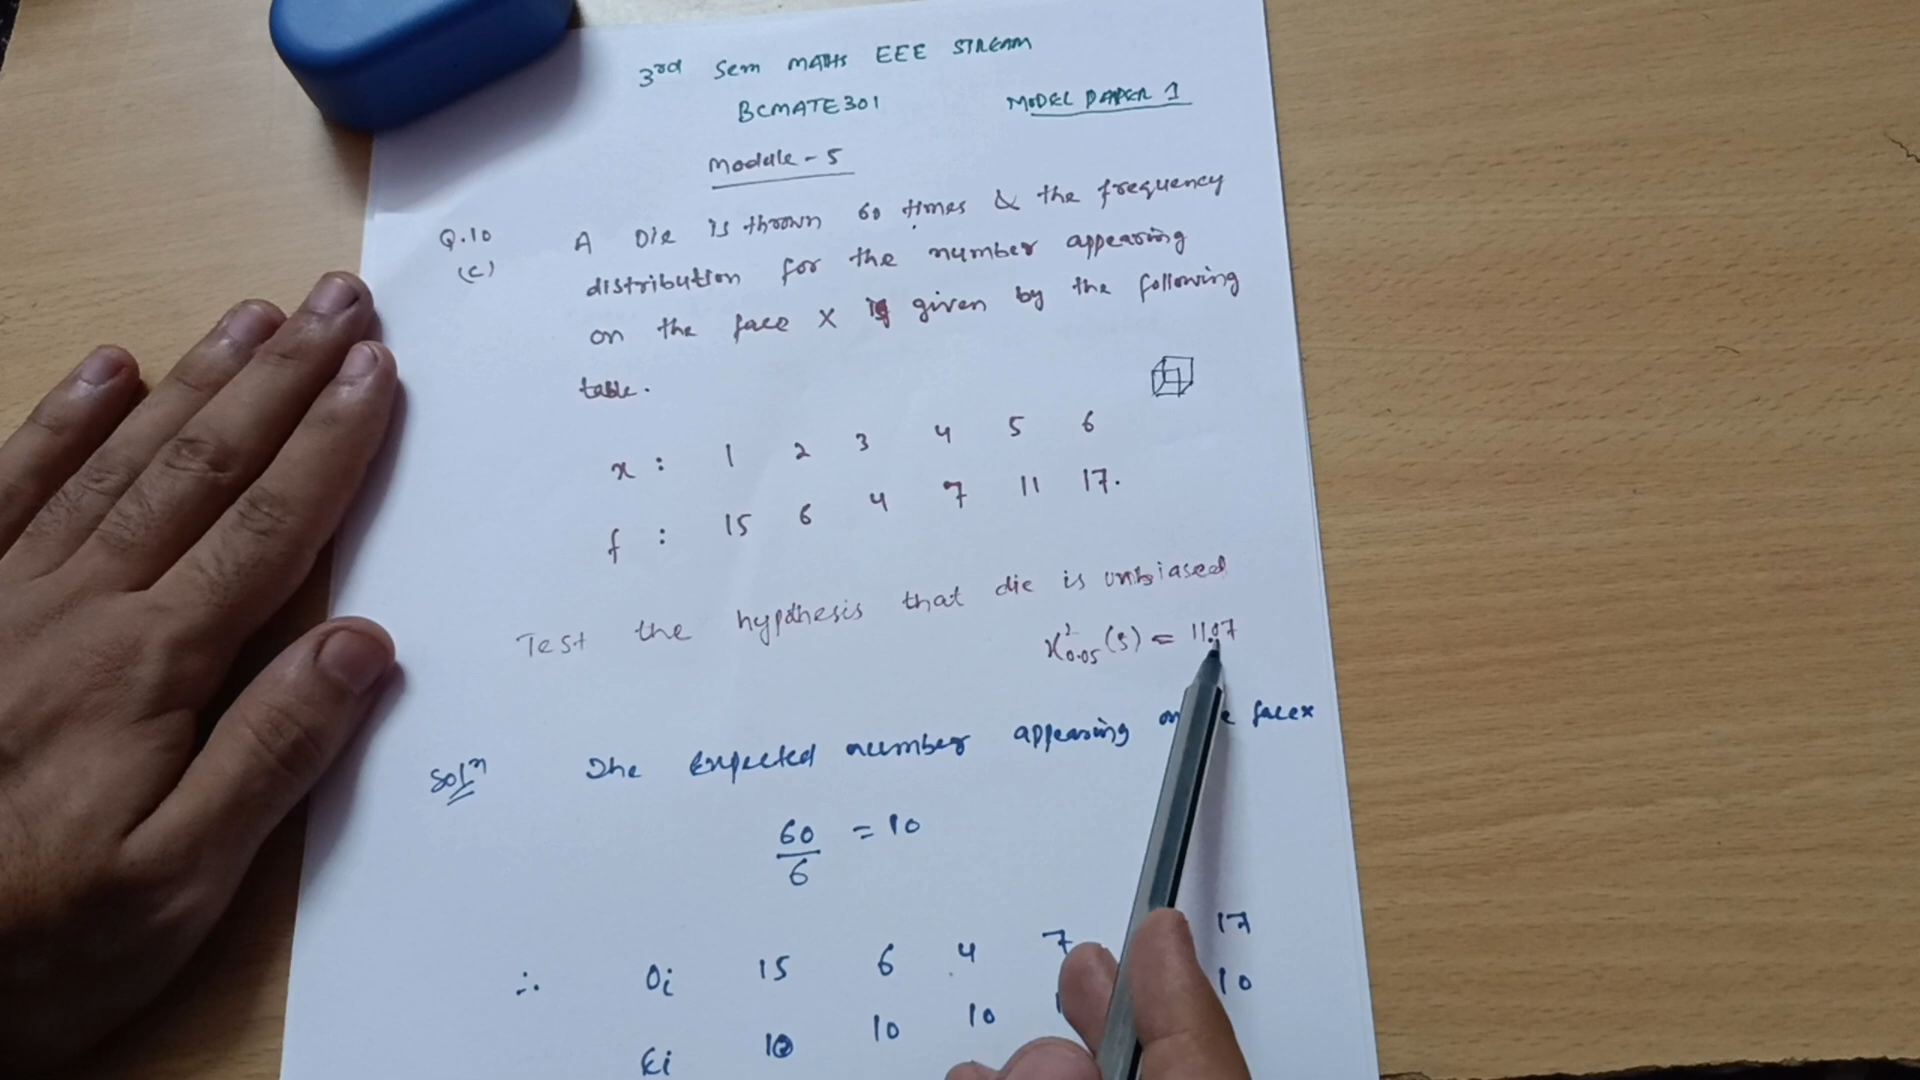 3rd Sem MATHS EEE STREAM
BCMATE301 MODEL PAPER 1
Module - 5
Q.10 A Die is thrown 60 times & the frequency
(c) distribution for the number appearing
on the face X is given by the following
table.
x : 1 2 3 4 5 6
f : 15 6 4 7 11 17.
Test the hypothesis that die is unbiased
χ²0.05 (5) = 11.07
Solⁿ The Expected number appearing on face x
60/6 = 10
∴ Oi 15 6 4 7 17
Ei 10 10 10 10